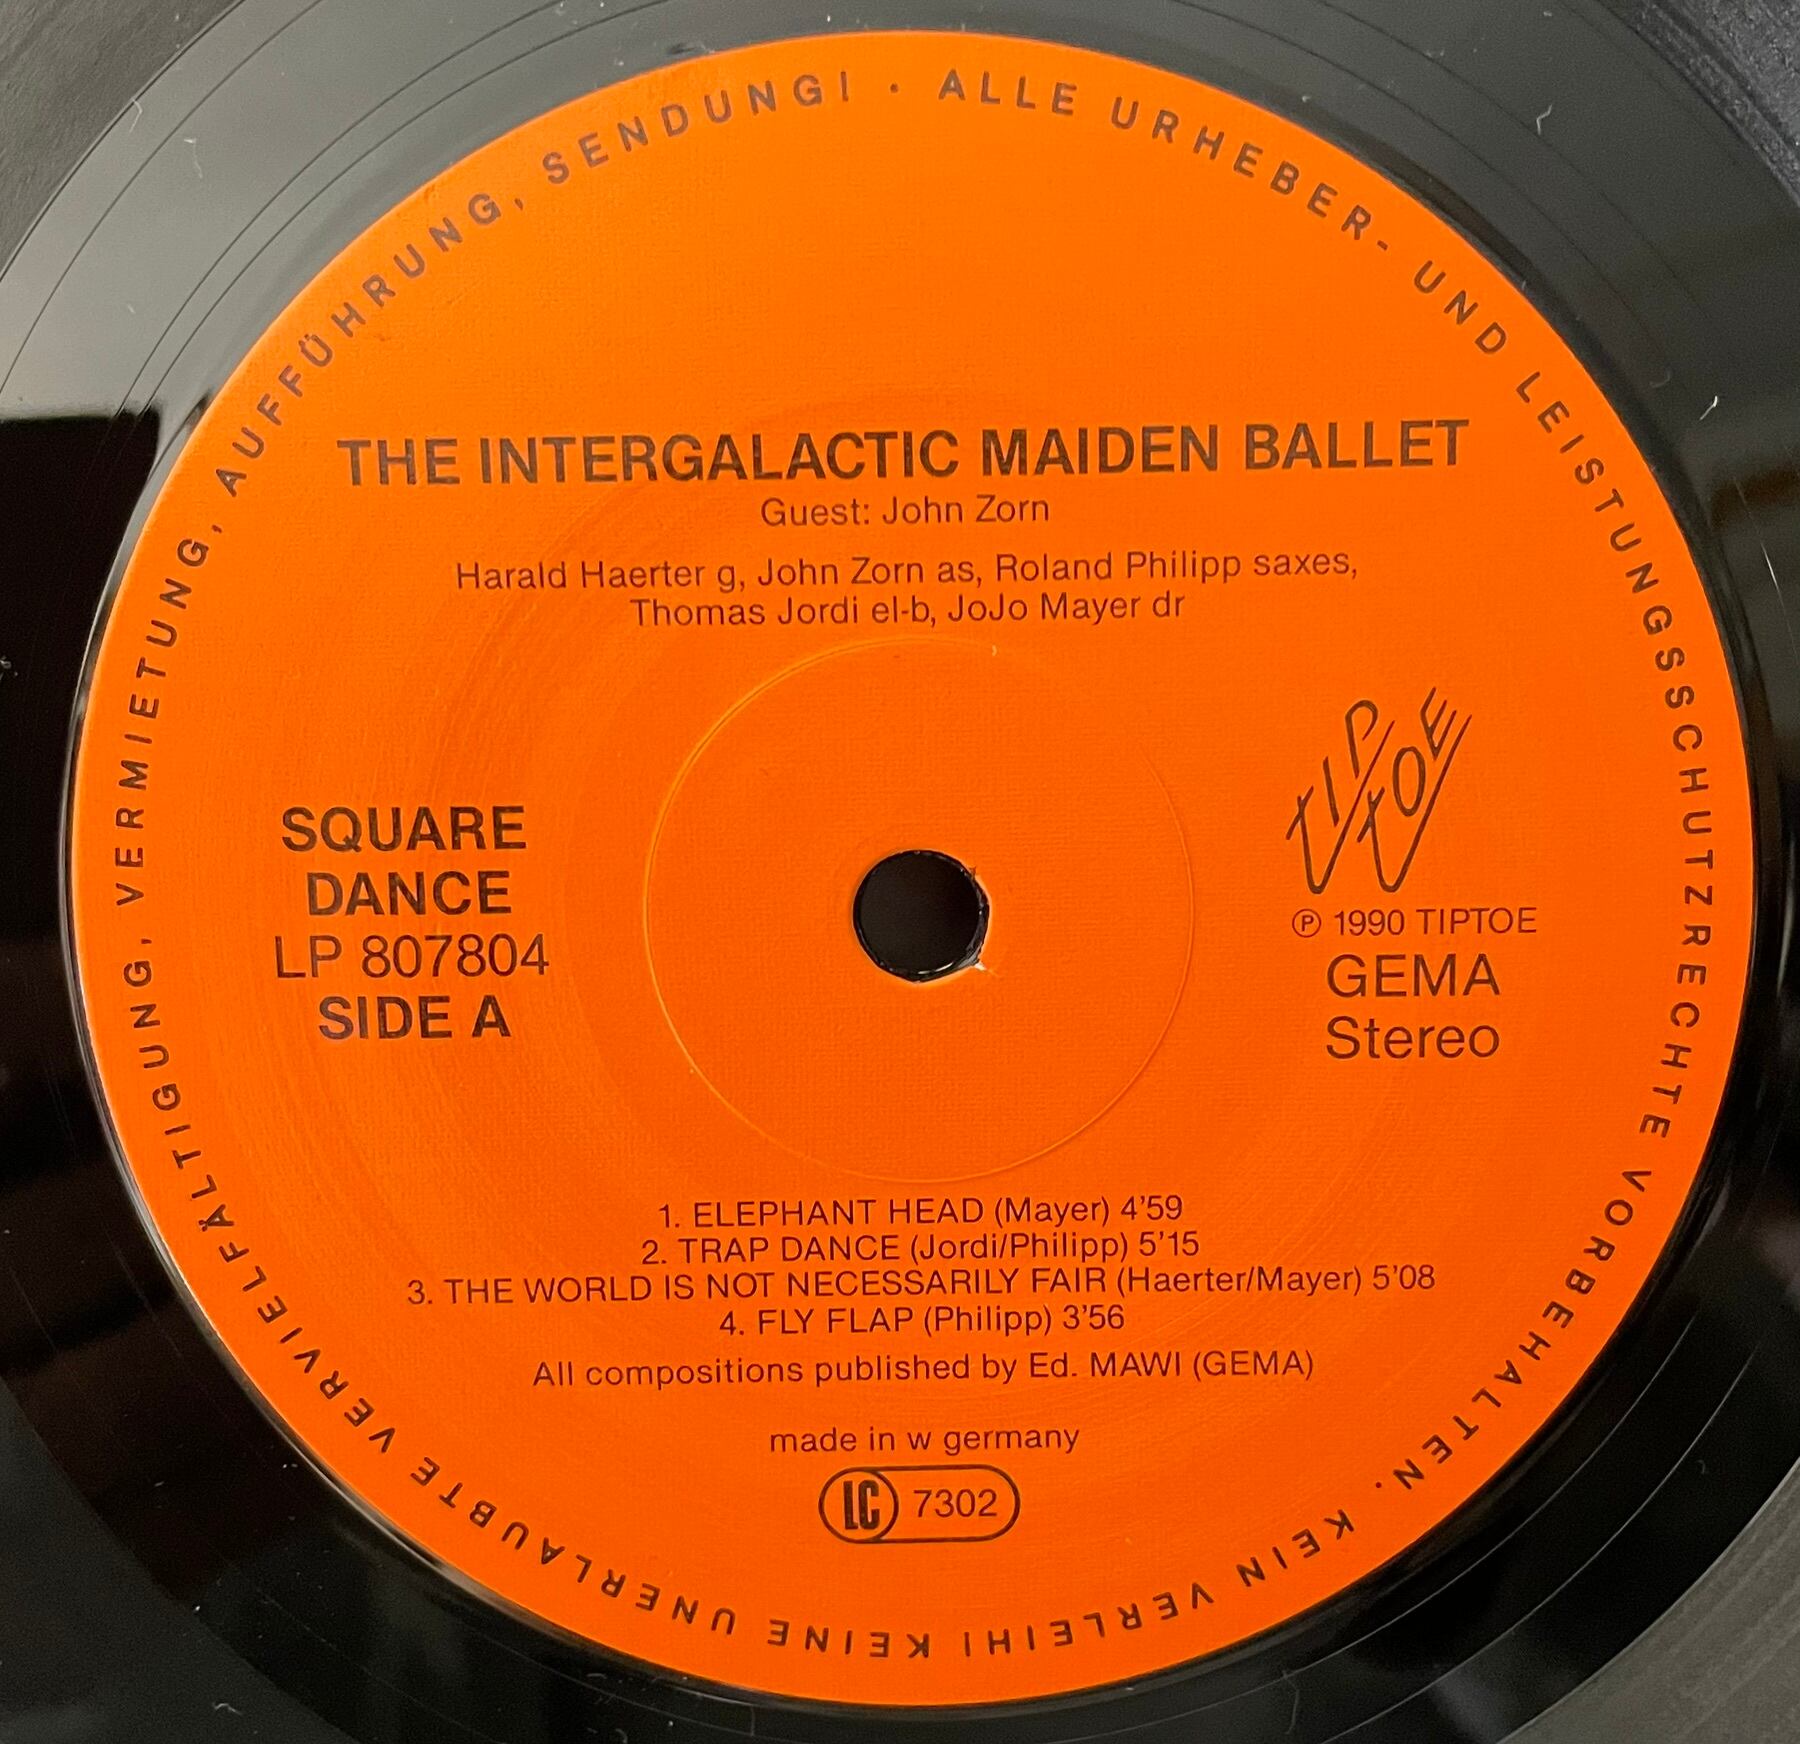 ALLE URHEBER- UND LEISTUNGSSCHUTZRECHTE VORBEHALTEN. KEIN VERLEIH! KEINE UNERLAUBTE VERVIELFÄLTIGUNG, VERMIETUNG, AUFFÜHRUNG, SENDUNG! ·
THE INTERGALACTIC MAIDEN BALLET
Guest: John Zorn
Harald Haerter g, John Zorn as, Roland Philipp saxes,
Thomas Jordi el-b, JoJo Mayer dr
SQUARE
DANCE
LP 807804
SIDE A
TIP
TOE
℗ 1990 TIPTOE
GEMA
Stereo
1. ELEPHANT HEAD (Mayer) 4'59
2. TRAP DANCE (Jordi/Philipp) 5'15
3. THE WORLD IS NOT NECESSARILY FAIR (Haerter/Mayer) 5'08
4. FLY FLAP (Philipp) 3'56
All compositions published by Ed. MAWI (GEMA)
made in w germany
LC 7302